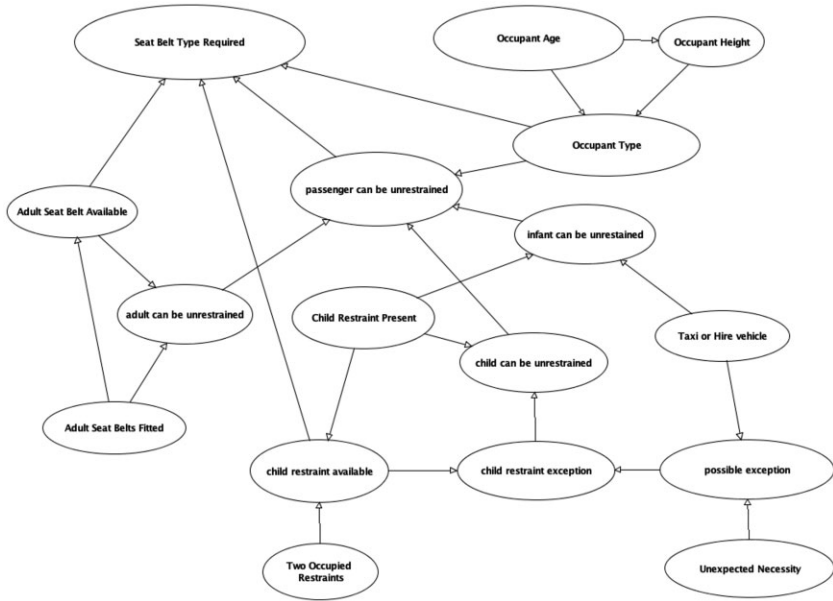 Seat Belt Type Required
Occupant Age
Occupant Height
Occupant Type
passenger can be unrestrained
Adult Seat Belt Available
infant can be unrestained
adult can be unrestrained
Child Restraint Present
Taxi or Hire vehicle
child can be unrestrained
Adult Seat Belts Fitted
child restraint available
child restraint exception
possible exception
Two Occupied
Restraints
Unexpected Necessity